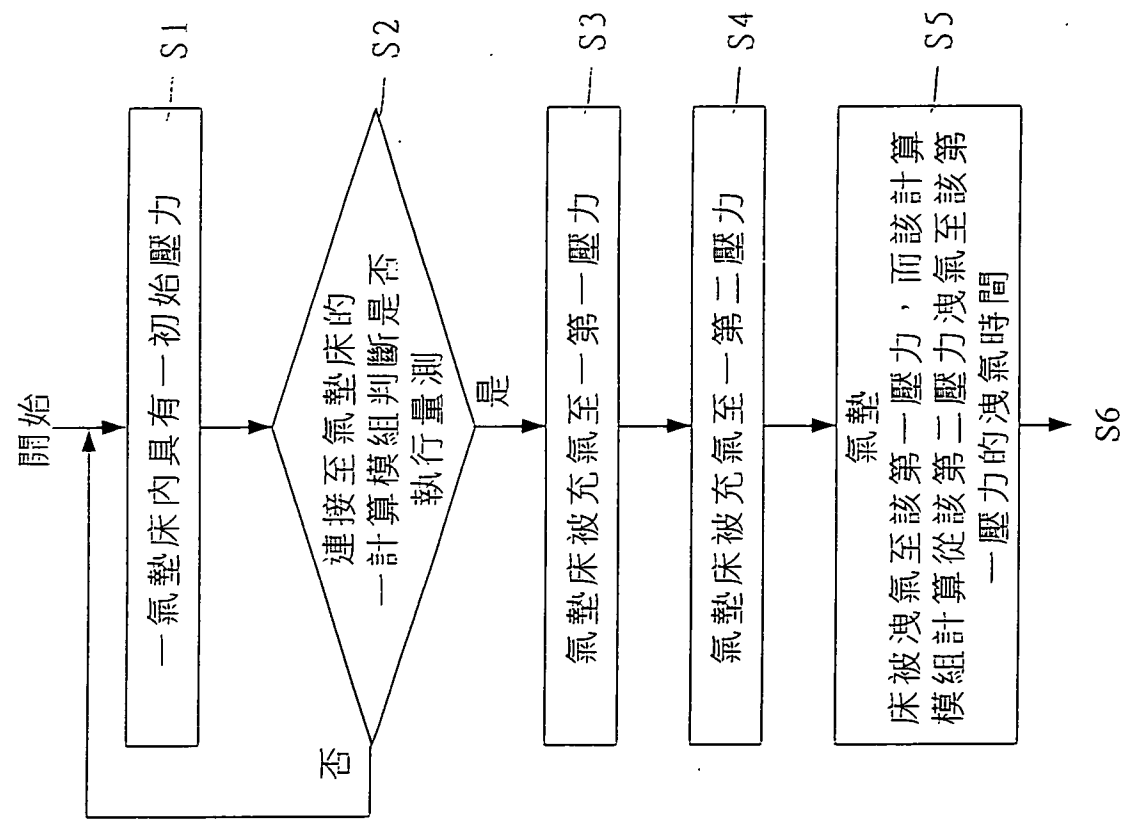 開始
一氣墊床內具有一初始壓力
S1
連接至氣墊床的
一計算模組判斷是否
執行量測
S2
否
是
氣墊床被充氣至一第一壓力
S3
氣墊床被充氣至一第二壓力
S4
氣墊
床被洩氣至該第一壓力，而該計算
模組計算從該第二壓力洩氣至該第
一壓力的洩氣時間
S5
S6